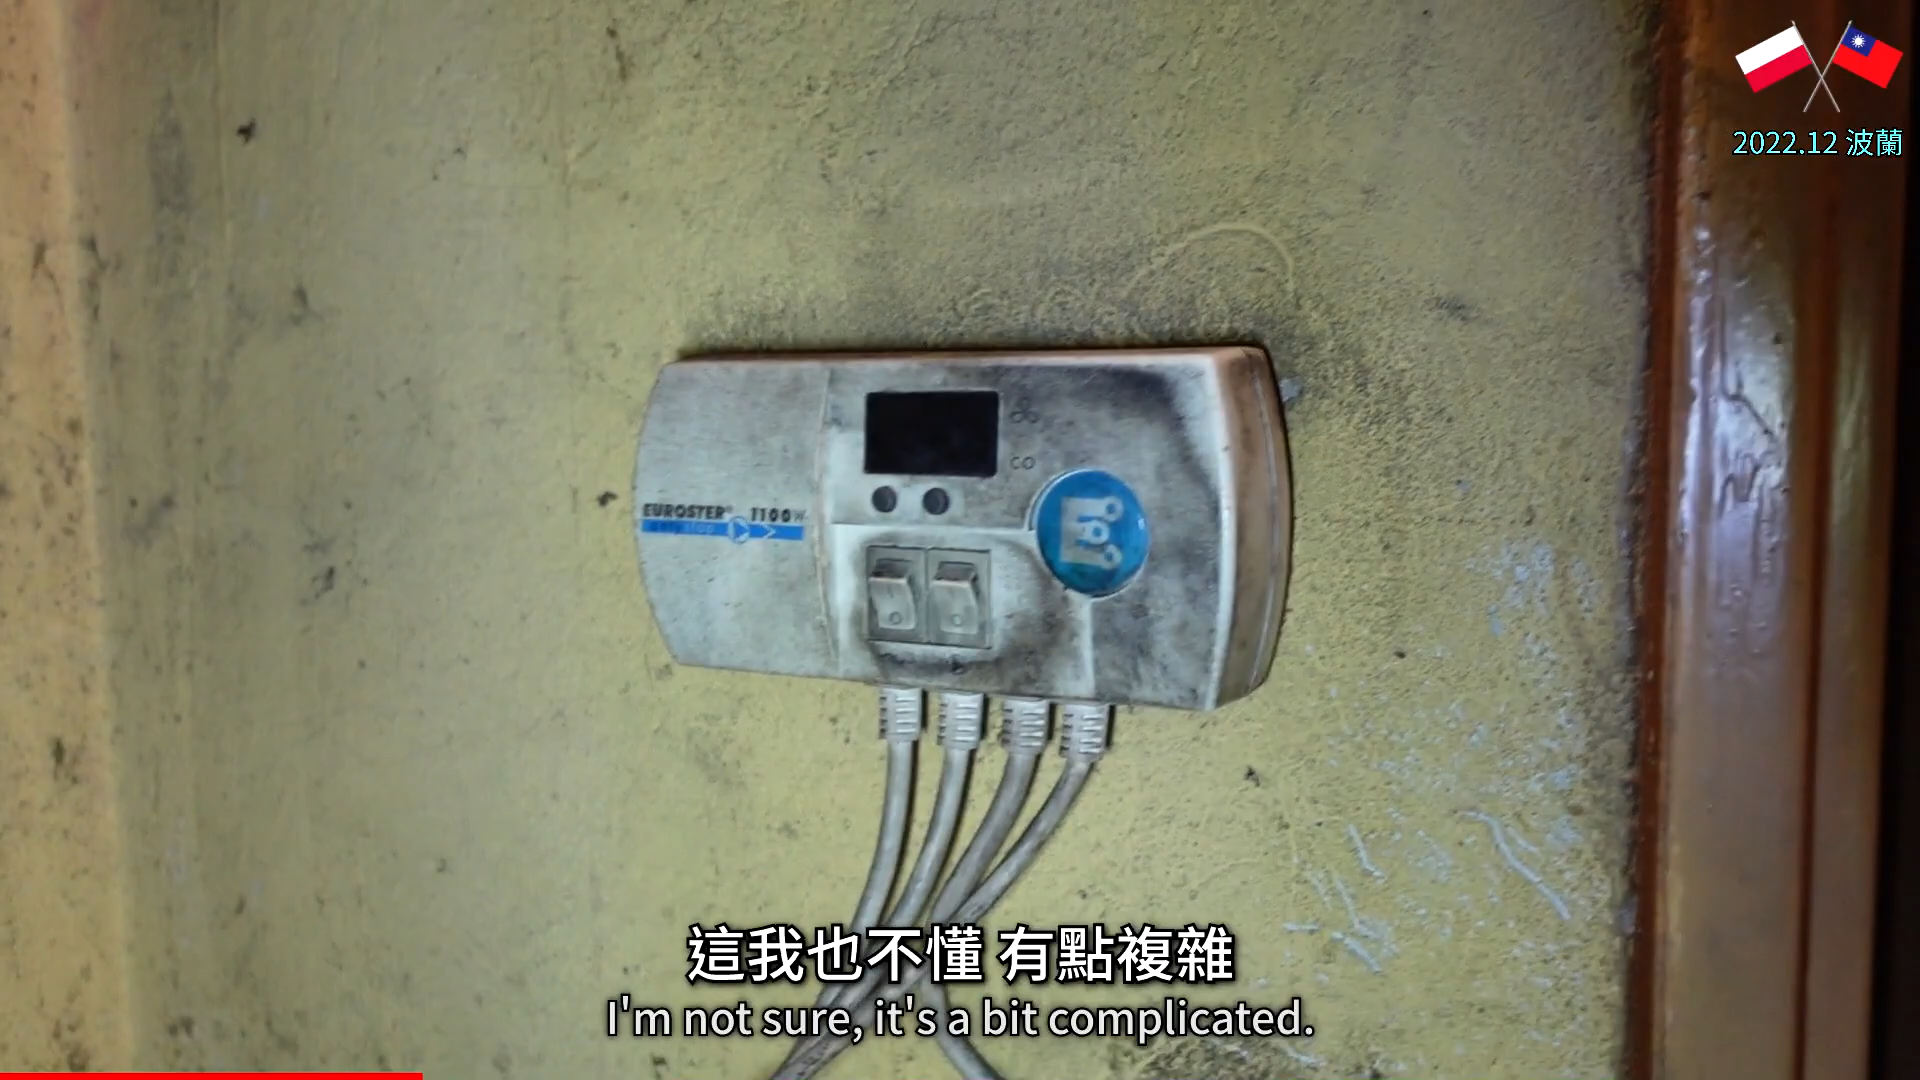 2022.12 波蘭
CO
EUROSTER® 1100W
這我也不懂 有點複雜
I'm not sure, it's a bit complicated.